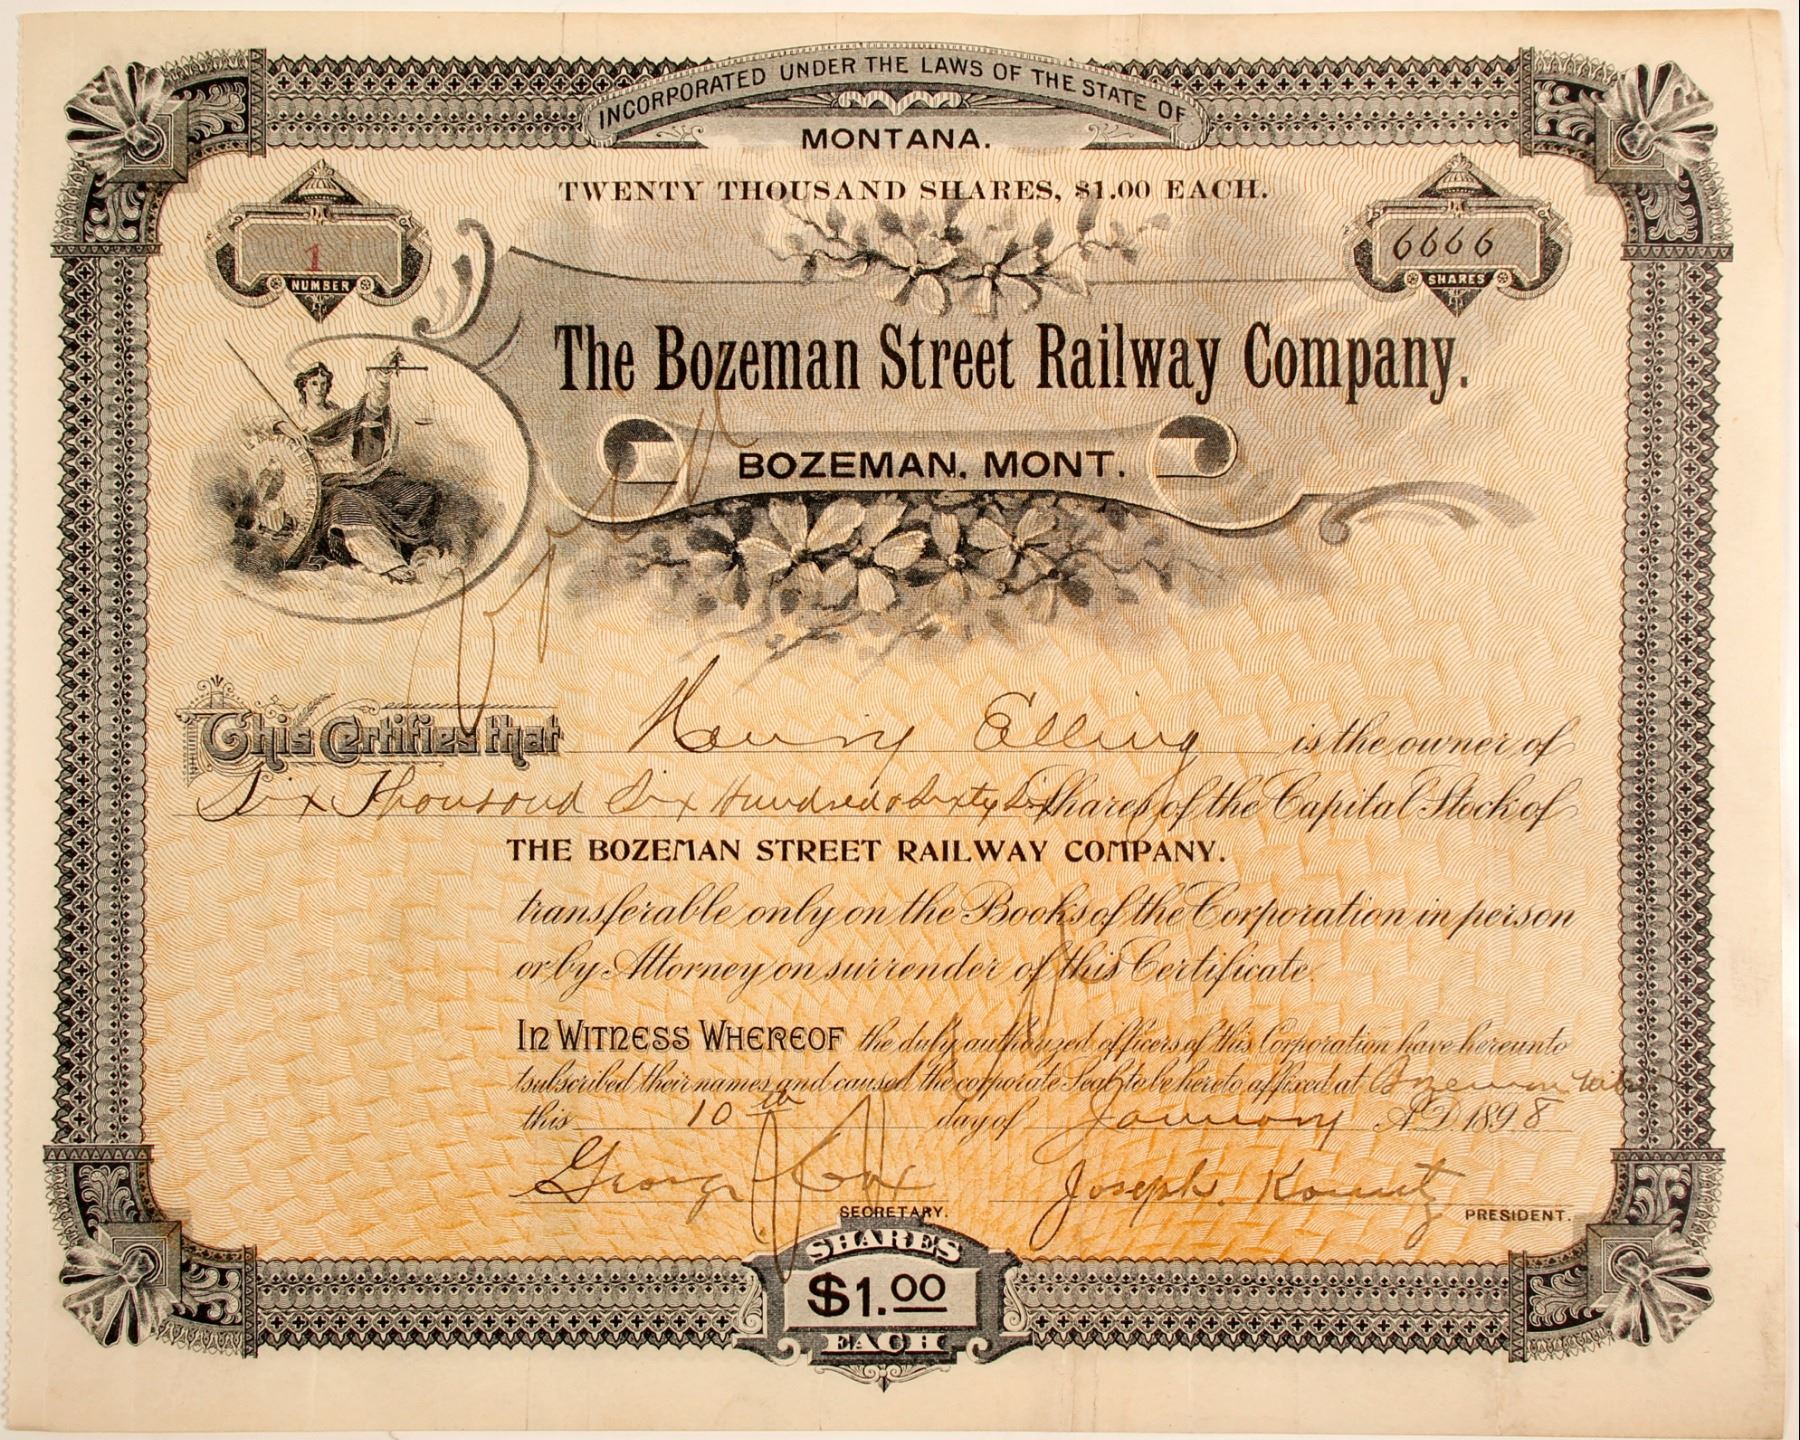 INCORPORATED UNDER THE LAWS OF THE STATE OF
MONTANA.
TWENTY THOUSAND SHARES, $1.00 EACH.
1
NUMBER
6666
SHARES
The Bozeman Street Railway Company.
BOZEMAN, MONT.
This Certifies that Henry Elling is the owner of
Six Thousand Six Hundred & Sixty Six Shares of the Capital Stock of
THE BOZEMAN STREET RAILWAY COMPANY.
transferable only on the Books of the Corporation in person
or by Attorney on surrender of this Certificate.
IN WITNESS WHEREOF the duly authorized officers of this Corporation have hereunto
subscribed their names and caused the corporate Seal to be hereto affixed at Bozeman
this 10th day of January A.D. 1898
George Cox Joseph Kountz
SECRETARY. PRESIDENT.
SHARES
$1.00
EACH